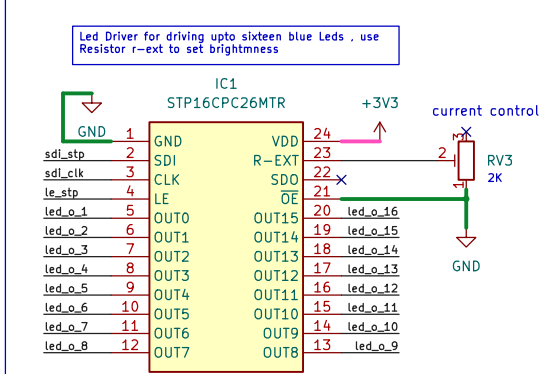 Led Driver for driving upto sixteen blue Leds , use
Resistor r-ext to set brightmness
IC1
STP16CPC26MTR
+3V3
current control
GND
1 GND VDD 24
sdi_stp 2 SDI R-EXT 23 2 3 RV3
sdi_clk 3 CLK SDO 22 2K
le_stp 4 LE OE 21 1
led_o_1 5 OUT0 OUT15 20 led_o_16
led_o_2 6 OUT1 OUT14 19 led_o_15
led_o_3 7 OUT2 OUT13 18 led_o_14 GND
led_o_4 8 OUT3 OUT12 17 led_o_13
led_o_5 9 OUT4 OUT11 16 led_o_12
led_o_6 10 OUT5 OUT10 15 led_o_11
led_o_7 11 OUT6 OUT9 14 led_o_10
led_o_8 12 OUT7 OUT8 13 led_o_9